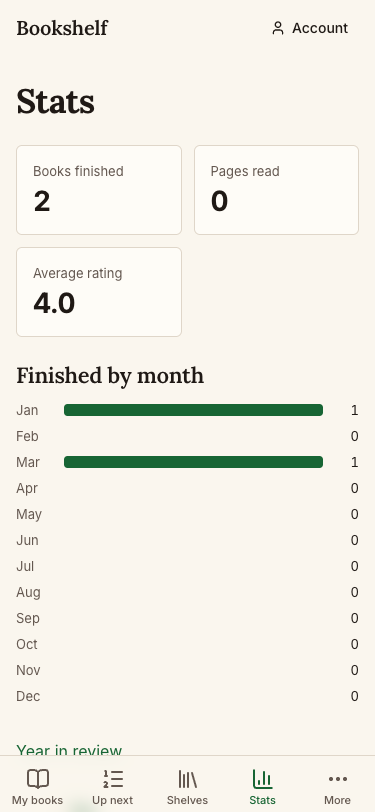 Bookshelf
Account
Stats
Books finished
2
Pages read
0
Average rating
4.0
Finished by month
Jan 1
Feb 0
Mar 1
Apr 0
May 0
Jun 0
Jul 0
Aug 0
Sep 0
Oct 0
Nov 0
Dec 0
Year in review
My books
Up next
Shelves
Stats
More